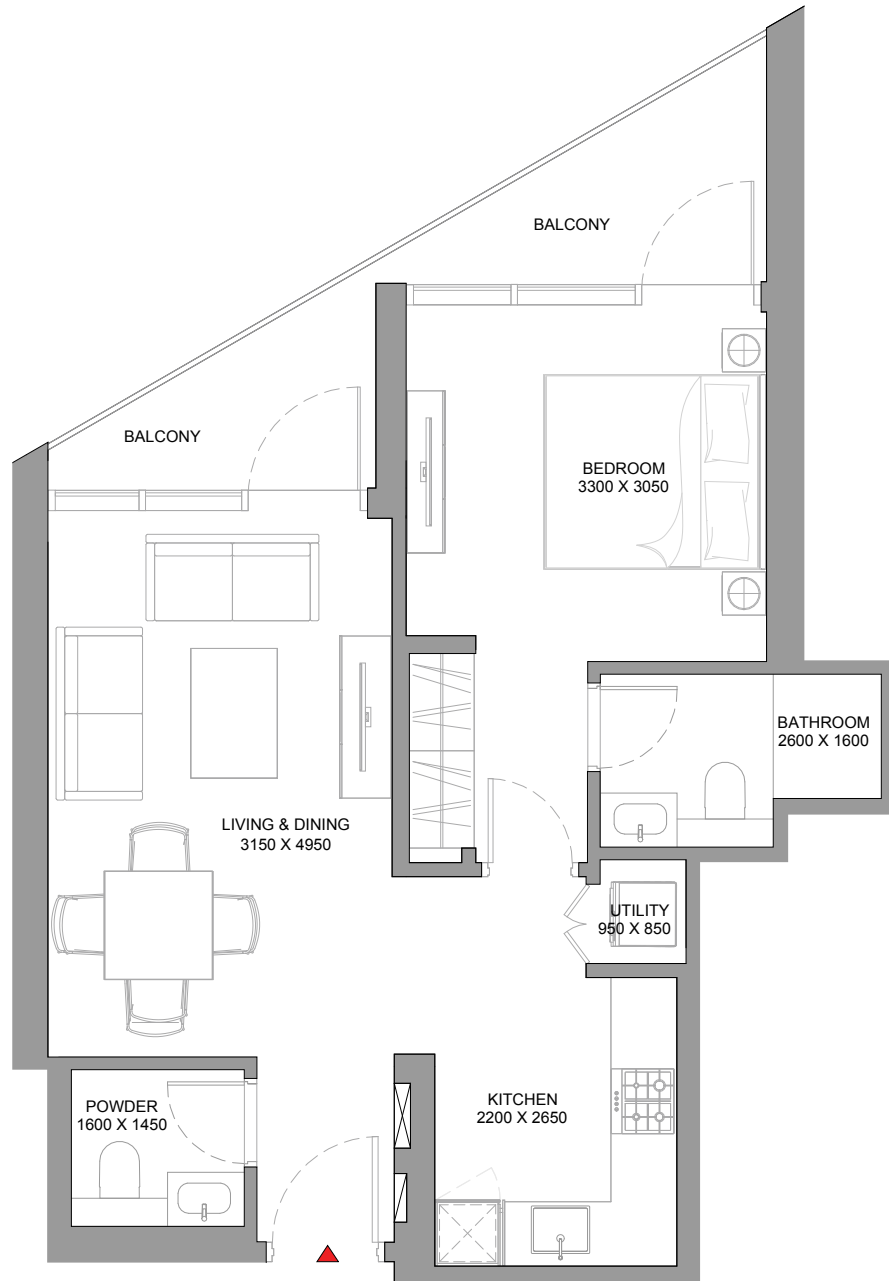 BALCONY
BALCONY
BEDROOM
3300 X 3050
BATHROOM
2600 X 1600
LIVING & DINING
3150 X 4950
UTILITY
950 X 850
KITCHEN
2200 X 2650
POWDER
1600 X 1450